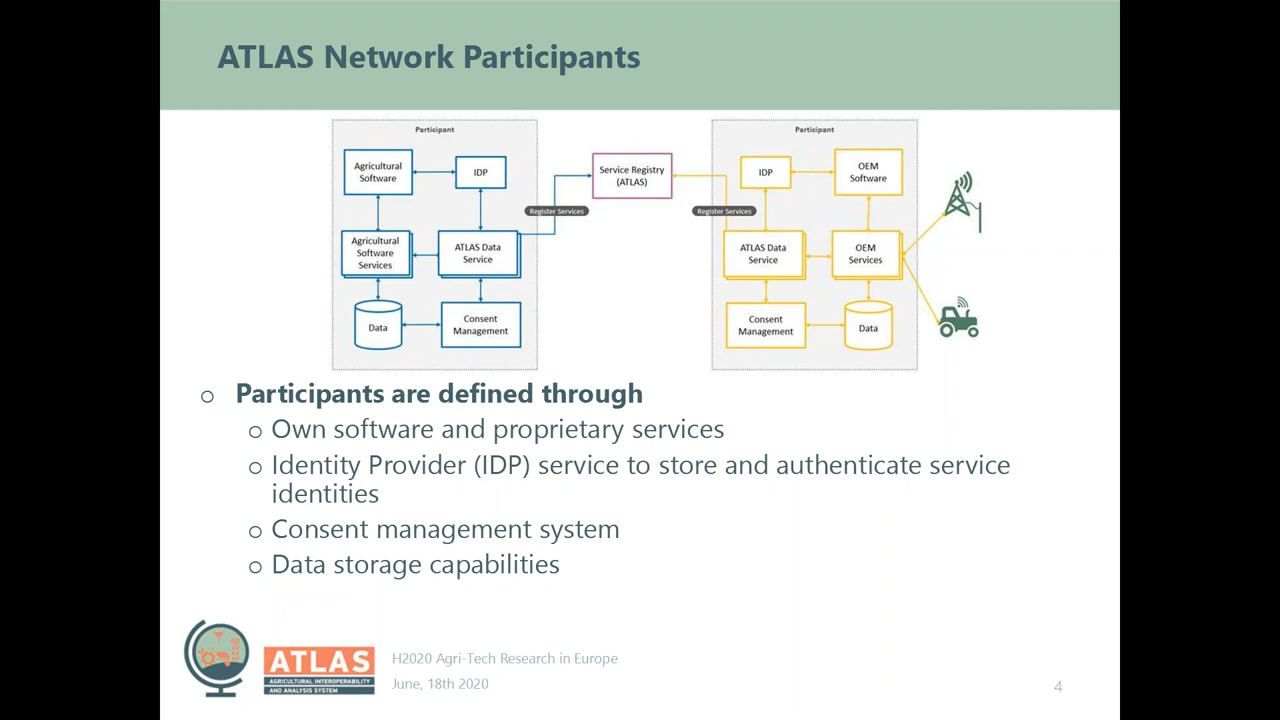 ATLAS Network Participants
Participant
Agricultural
Software
IDP
Agricultural
Software
Services
ATLAS Data
Service
Data
Consent
Management
Register Services
Service Registry
(ATLAS)
Register Services
Participant
IDP
OEM
Software
ATLAS Data
Service
OEM
Services
Consent
Management
Data
o Participants are defined through
o Own software and proprietary services
o Identity Provider (IDP) service to store and authenticate service
identities
o Consent management system
o Data storage capabilities
ATLAS
AGRICULTURAL INTEROPERABILITY
AND ANALYSIS SYSTEM
H2020 Agri-Tech Research in Europe
June, 18th 2020
4